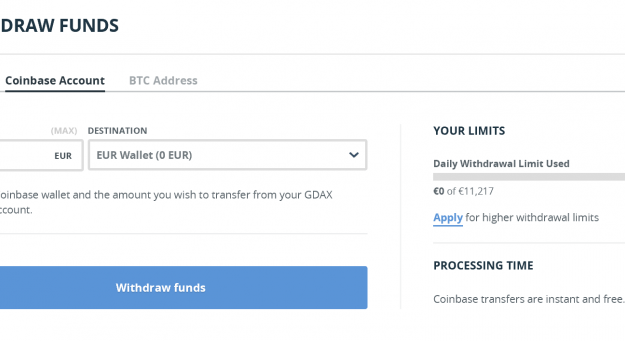 DRAW FUNDS
Coinbase Account BTC Address
(MAX) DESTINATION
EUR EUR Wallet (0 EUR)
oinbase wallet and the amount you wish to transfer from your GDAX
ccount.
Withdraw funds
YOUR LIMITS
Daily Withdrawal Limit Used
€0 of €11,217
Apply for higher withdrawal limits
PROCESSING TIME
Coinbase transfers are instant and free.